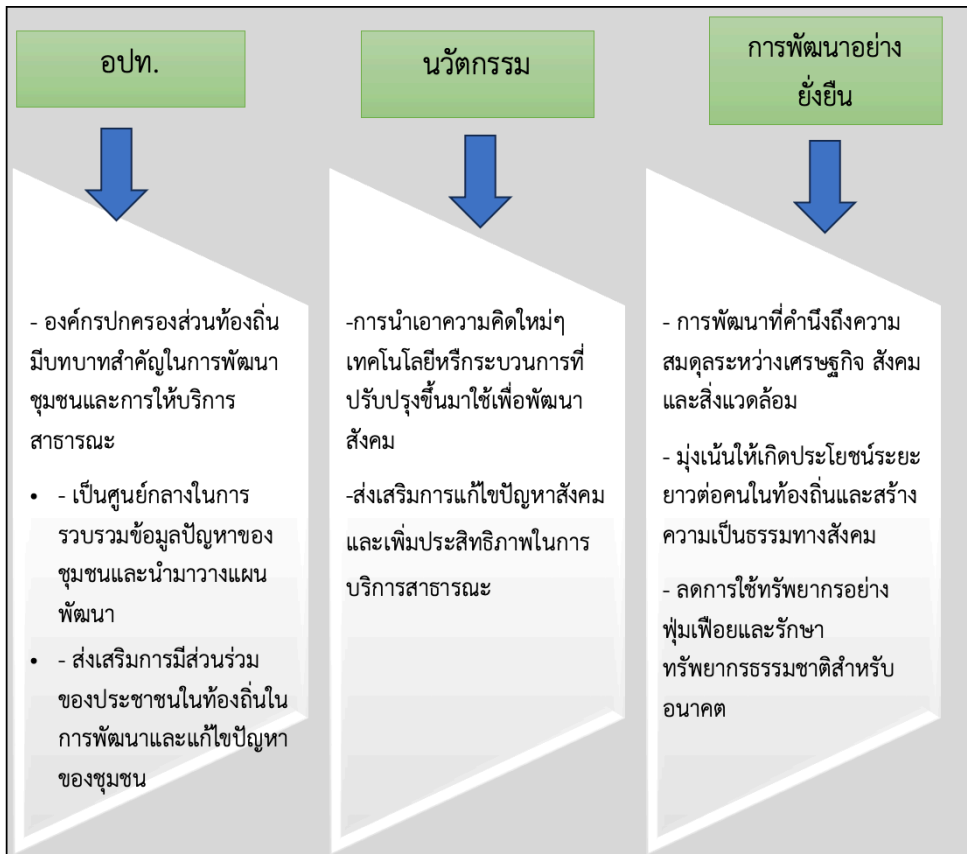 อปท.
- องค์กรปกครองส่วนท้องถิ่น
มีบทบาทสำคัญในการพัฒนา
ชุมชนและการให้บริการ
สาธารณะ
• - เป็นศูนย์กลางในการ
รวบรวมข้อมูลปัญหาของ
ชุมชนและนำมาวางแผน
พัฒนา
• - ส่งเสริมการมีส่วนร่วม
ของประชาชนในท้องถิ่นใน
การพัฒนาและแก้ไขปัญหา
ของชุมชน
นวัตกรรม
-การนำเอาความคิดใหม่ๆ
เทคโนโลยีหรืกระบวนการที่
ปรับปรุงขึ้นมาใช้เพื่อพัฒนา
สังคม
-ส่งเสริมการแก้ไขปัญหาสังคม
และเพิ่มประสิทธิภาพในการ
บริการสาธารณะ
การพัฒนาอย่าง
ยั่งยืน
- การพัฒนาที่คำนึงถึงความ
สมดุลระหว่างเศรษฐกิจ สังคม
และสิ่งแวดล้อม
- มุ่งเน้นให้เกิดประโยชน์ระยะ
ยาวต่อคนในท้องถิ่นและสร้าง
ความเป็นธรรมทางสังคม
- ลดการใช้ทรัพยากรอย่าง
ฟุ่มเฟือยและรักษา
ทรัพยากรธรรมชาติสำหรับ
อนาคต